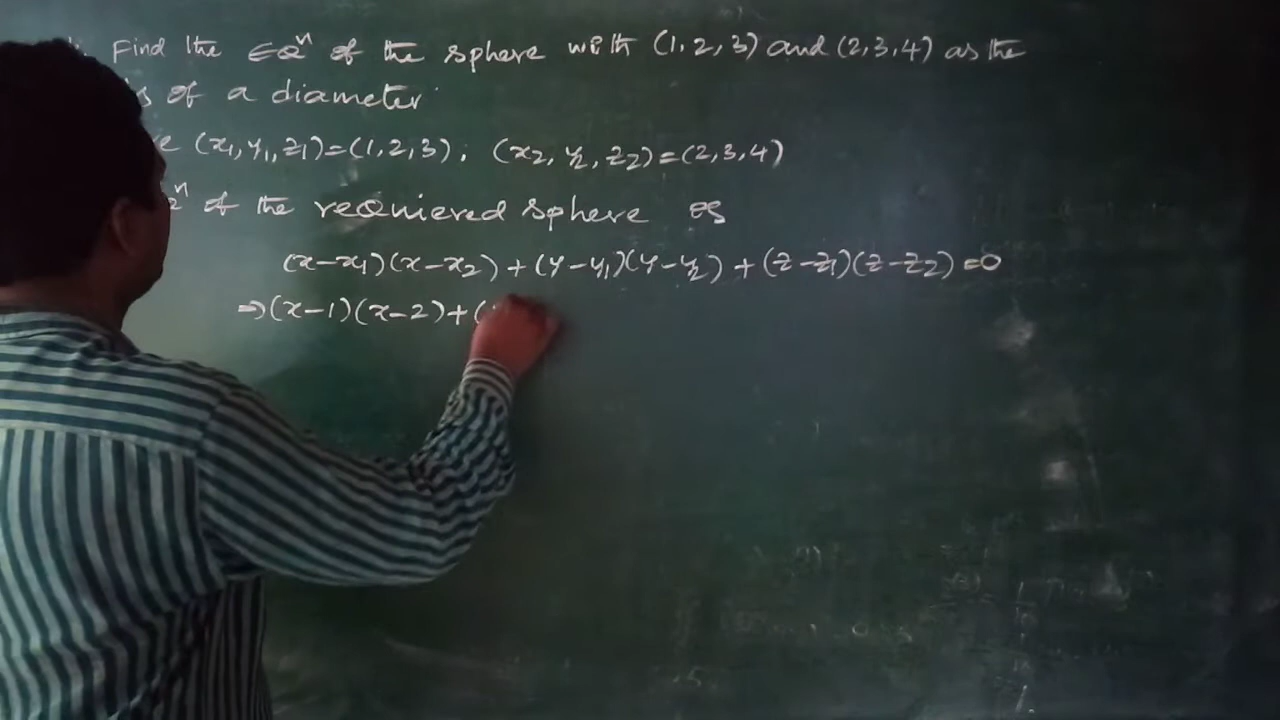 Find the EQⁿ of the sphere with (1,2,3) and (2,3,4) as the
of a diameter.
(x₁,y₁,z₁)=(1,2,3); (x₂,y₂,z₂)=(2,3,4)
of the requiered sphere is
(x-x₁)(x-x₂)+(y-y₁)(y-y₂)+(z-z₁)(z-z₂)=0
⇒(x-1)(x-2)+(